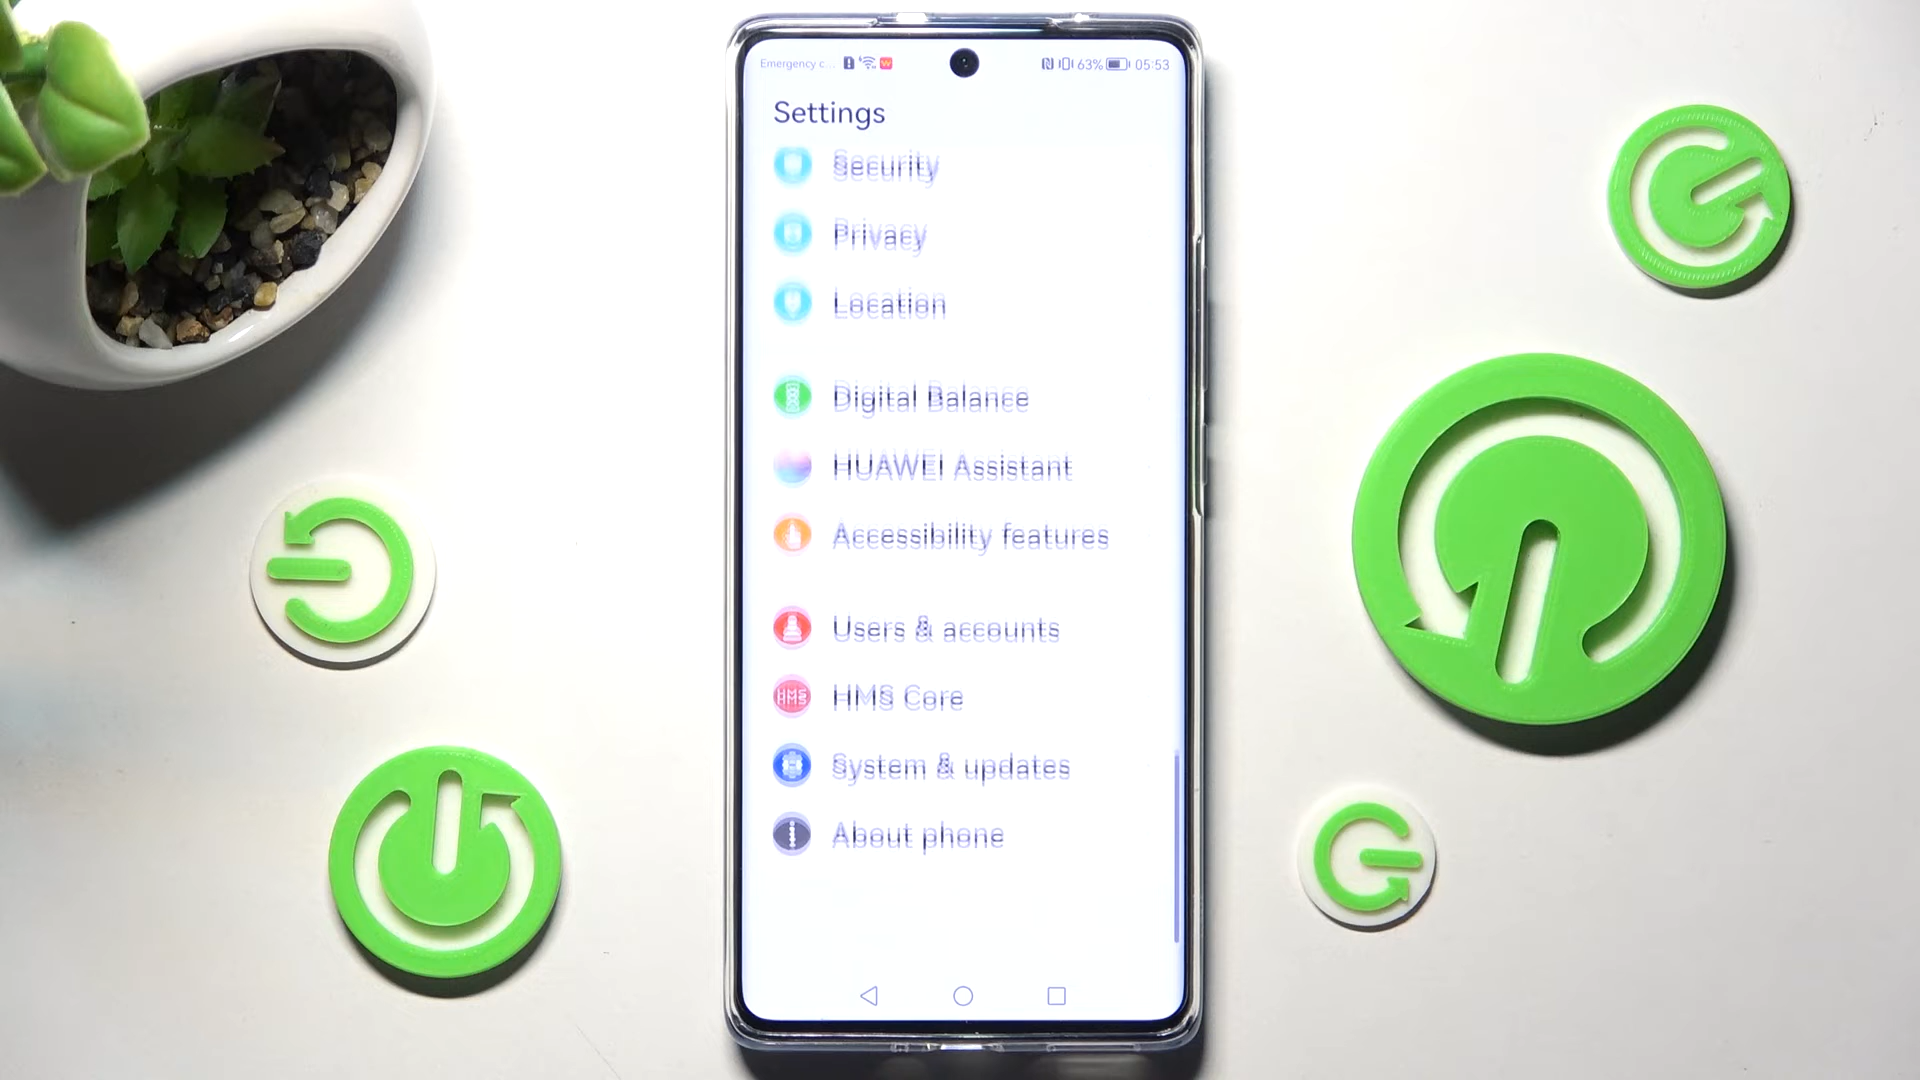 Emergency c... 63% 05:53
Settings
Security
Privacy
Location
Digital Balance
HUAWEI Assistant
Accessibility features
Users & accounts
HMS Core
System & updates
About phone